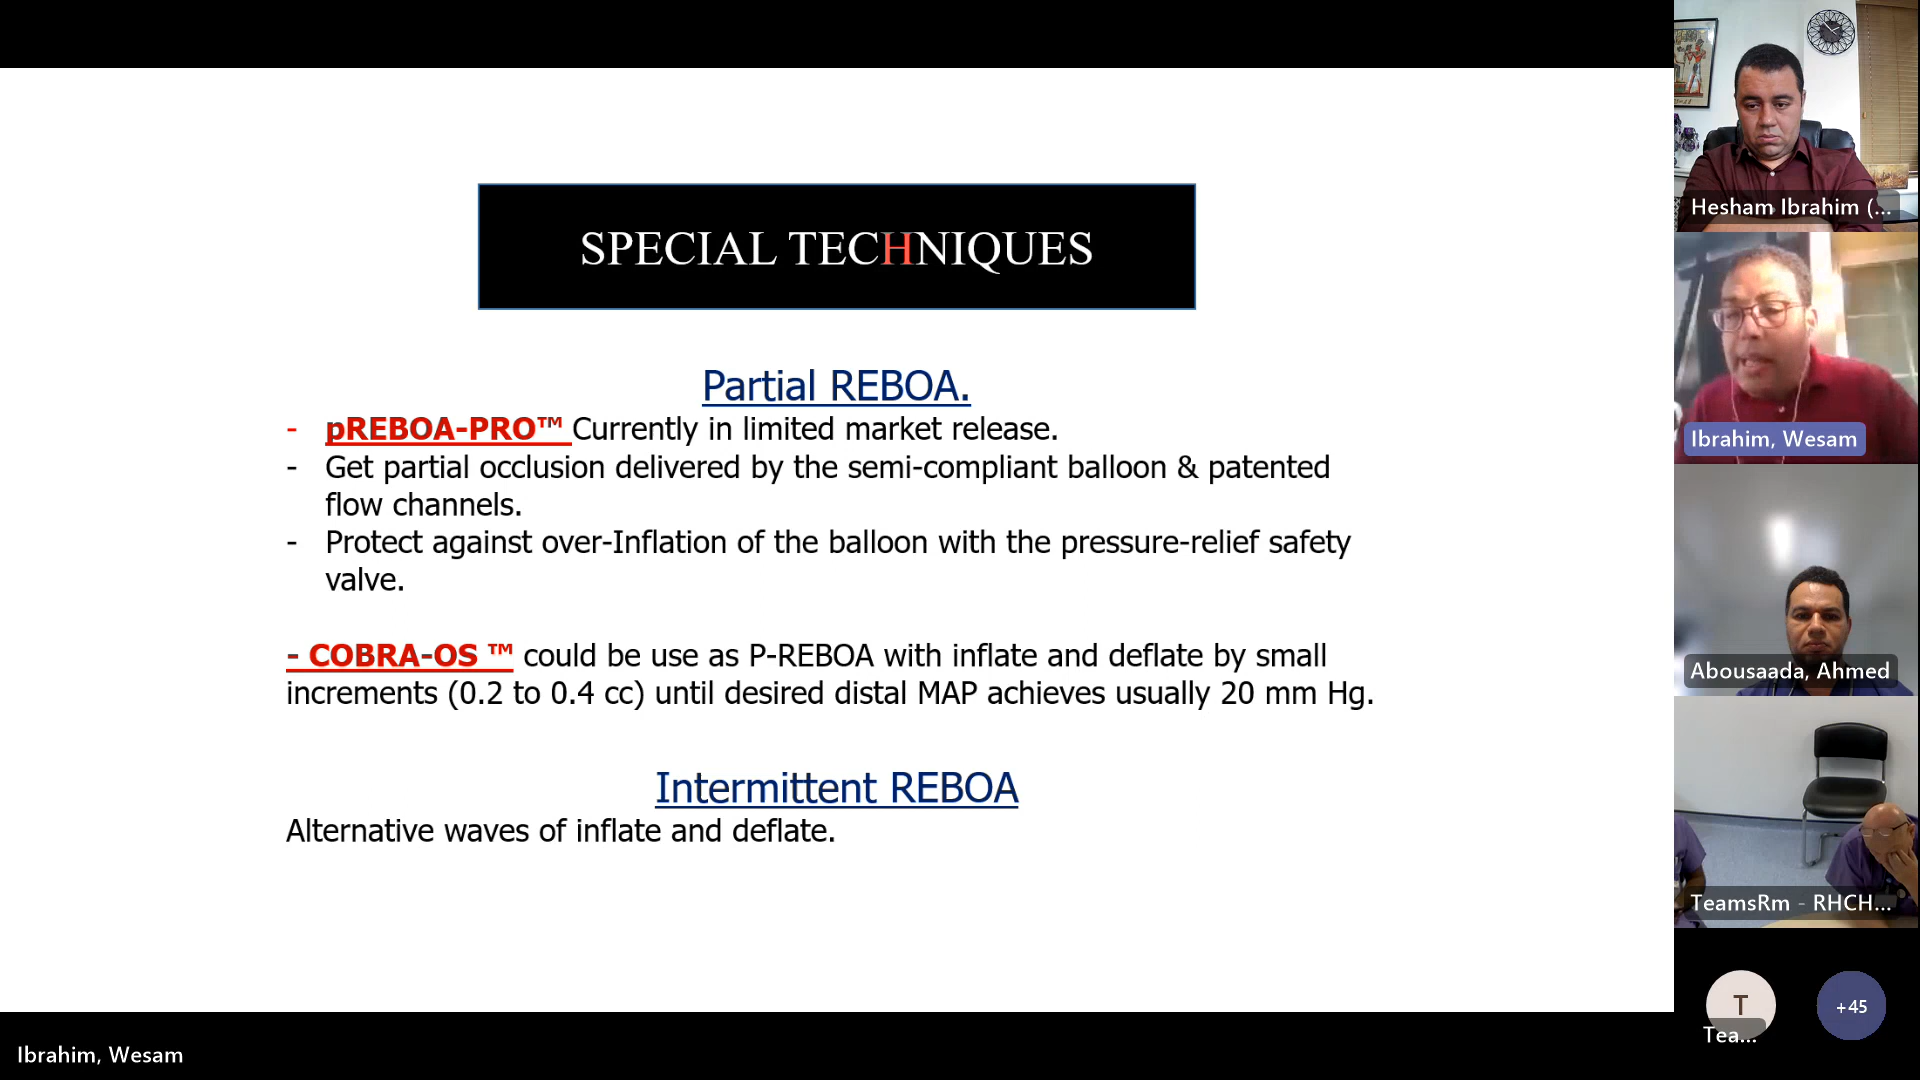 SPECIAL TECHNIQUES
Partial REBOA.
- pREBOA-PRO™ Currently in limited market release.
- Get partial occlusion delivered by the semi-compliant balloon & patented
flow channels.
- Protect against over-Inflation of the balloon with the pressure-relief safety
valve.
- COBRA-OS ™ could be use as P-REBOA with inflate and deflate by small
increments (0.2 to 0.4 cc) until desired distal MAP achieves usually 20 mm Hg.
Intermittent REBOA
Alternative waves of inflate and deflate.
Hesham Ibrahim (...
Ibrahim, Wesam
Abousaada, Ahmed
TeamsRm - RHCH...
T
+45
Tea...
Ibrahim, Wesam